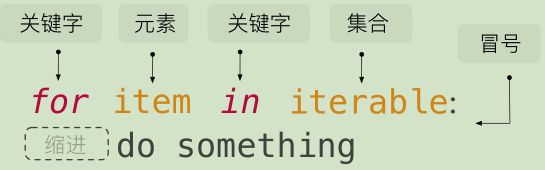 关键字 元素 关键字 集合
冒号
for item in iterable:
缩进 do something